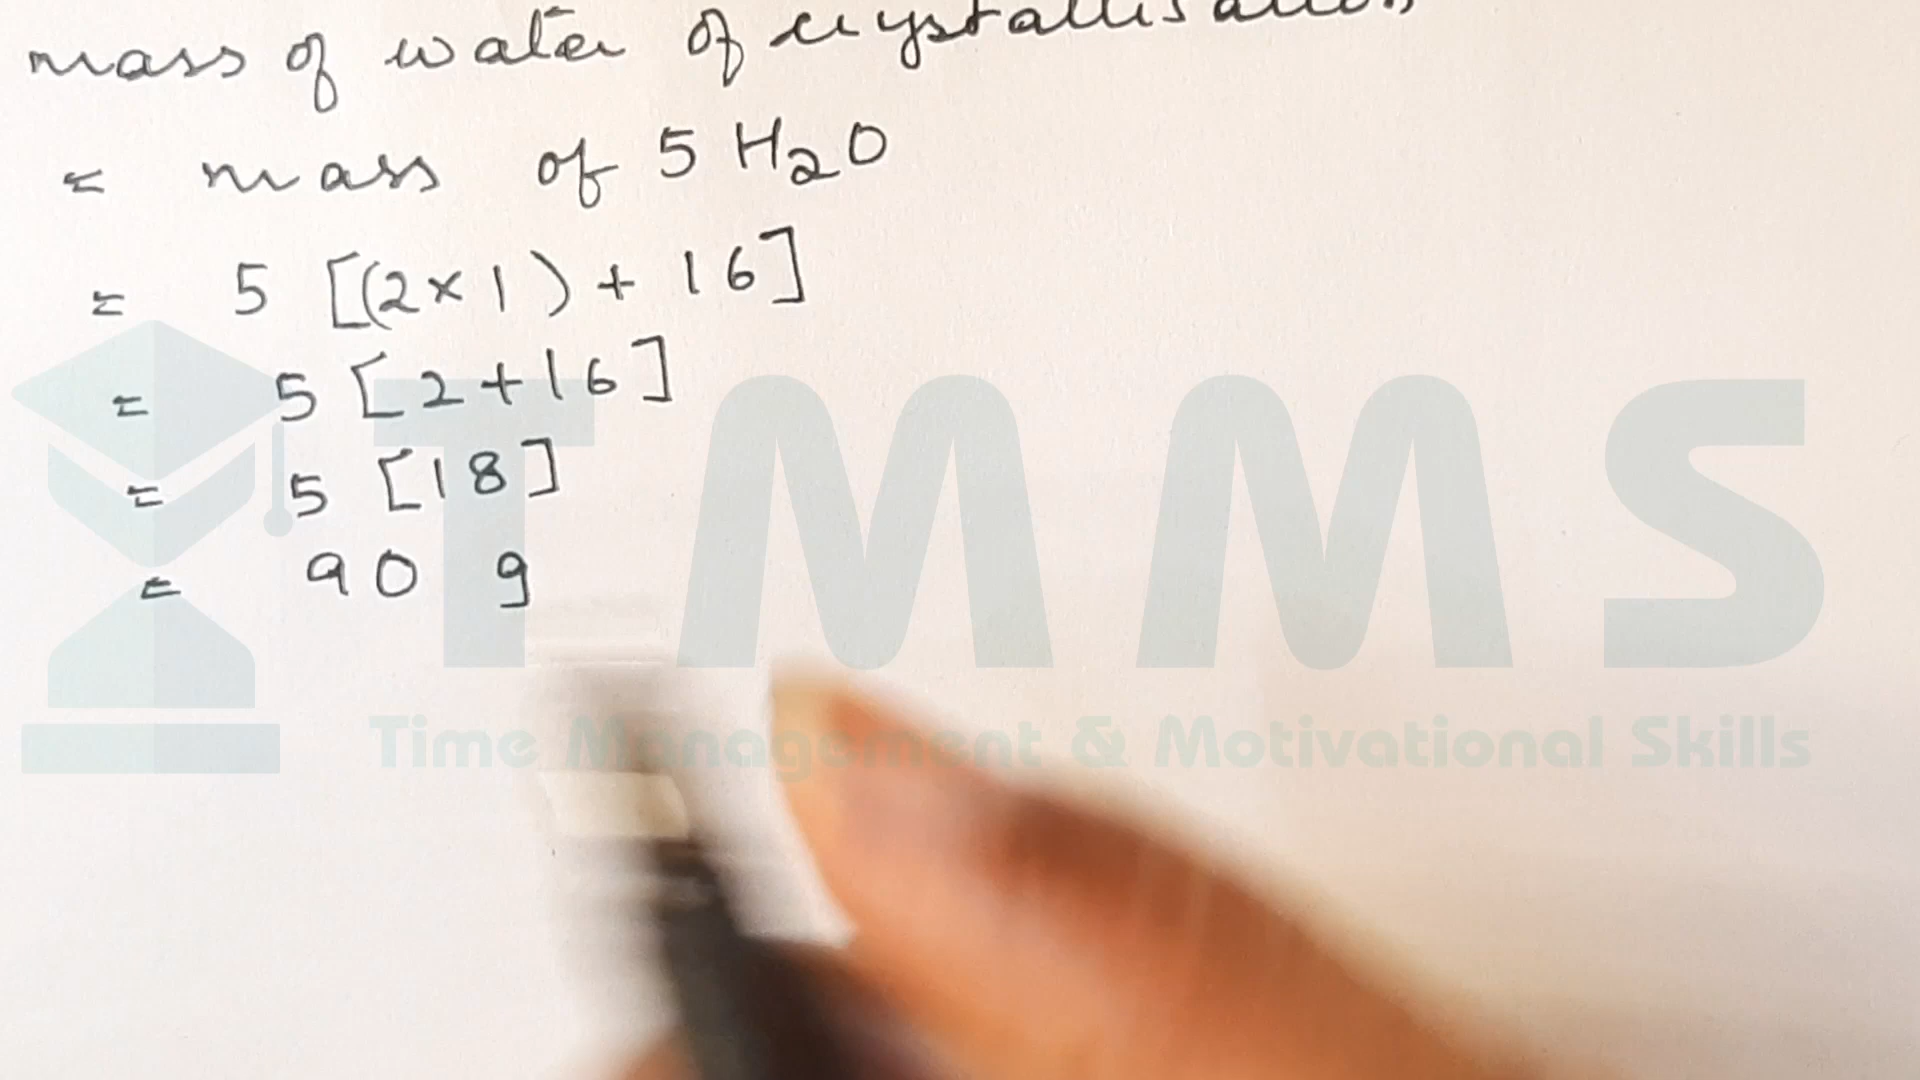 mass of water of crystallisation
= mass of 5 H₂O
= 5 [(2×1) + 16]
= 5 [2+16]
= 5 [18]
= 90 g
TMMS
Time Management & Motivational Skills